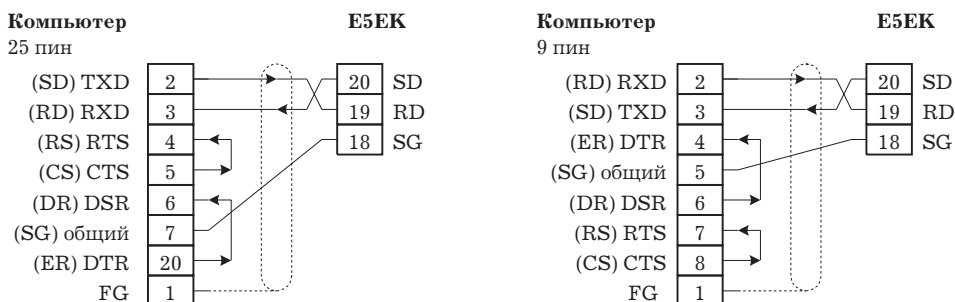 Компьютер E5EK
25 пин
(SD) TXD 2 20 SD
(RD) RXD 3 19 RD
(RS) RTS 4 18 SG
(CS) CTS 5
(DR) DSR 6
(SG) общий 7
(ER) DTR 20
FG 1
Компьютер E5EK
9 пин
(RD) RXD 2 20 SD
(SD) TXD 3 19 RD
(ER) DTR 4 18 SG
(SG) общий 5
(DR) DSR 6
(RS) RTS 7
(CS) CTS 8
FG 1